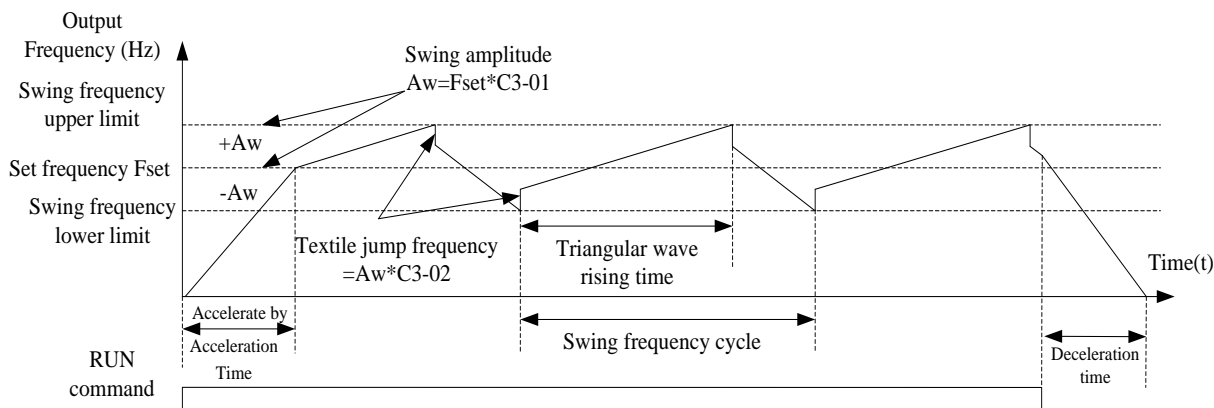 Output
Frequency (Hz)
Swing amplitude
Aw=Fset*C3-01
Swing frequency
upper limit
+Aw
Set frequency Fset
-Aw
Swing frequency
lower limit
Textile jump frequency
=Aw*C3-02
Triangular wave
rising time
Time(t)
Accelerate by
Acceleration
Time
Swing frequency cycle
Deceleration
time
RUN
command